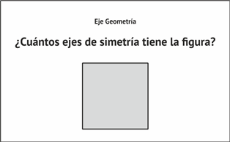 Eje Geometría
¿Cuántos ejes de simetría tiene la figura?